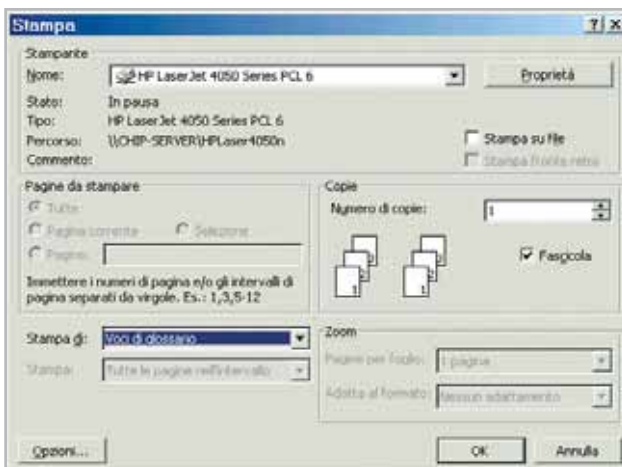 Stampa
Stampante
Nome: HP LaserJet 4050 Series PCL 6
Proprietà
Stato: In pausa
Tipo: HP LaserJet 4050 Series PCL 6
Percorso: \\CHIP-SERVER\HPLaser4050n
Commento:
Stampa su file
Stampa fronte retro
Pagine da stampare
Tutte
Pagina corrente Selezione
Pagine:
Immettere i numeri di pagina e/o gli intervalli di
pagina separati da virgole. Es.: 1,3,5-12
Copie
Numero di copie: 1
Fascicola
Stampa di: Voci di glossario
Stampa: Tutte le pagine nell'intervallo
Zoom
Pagine per foglio: 1 pagina
Adatta al formato: Nessun adattamento
Opzioni...
OK
Annulla